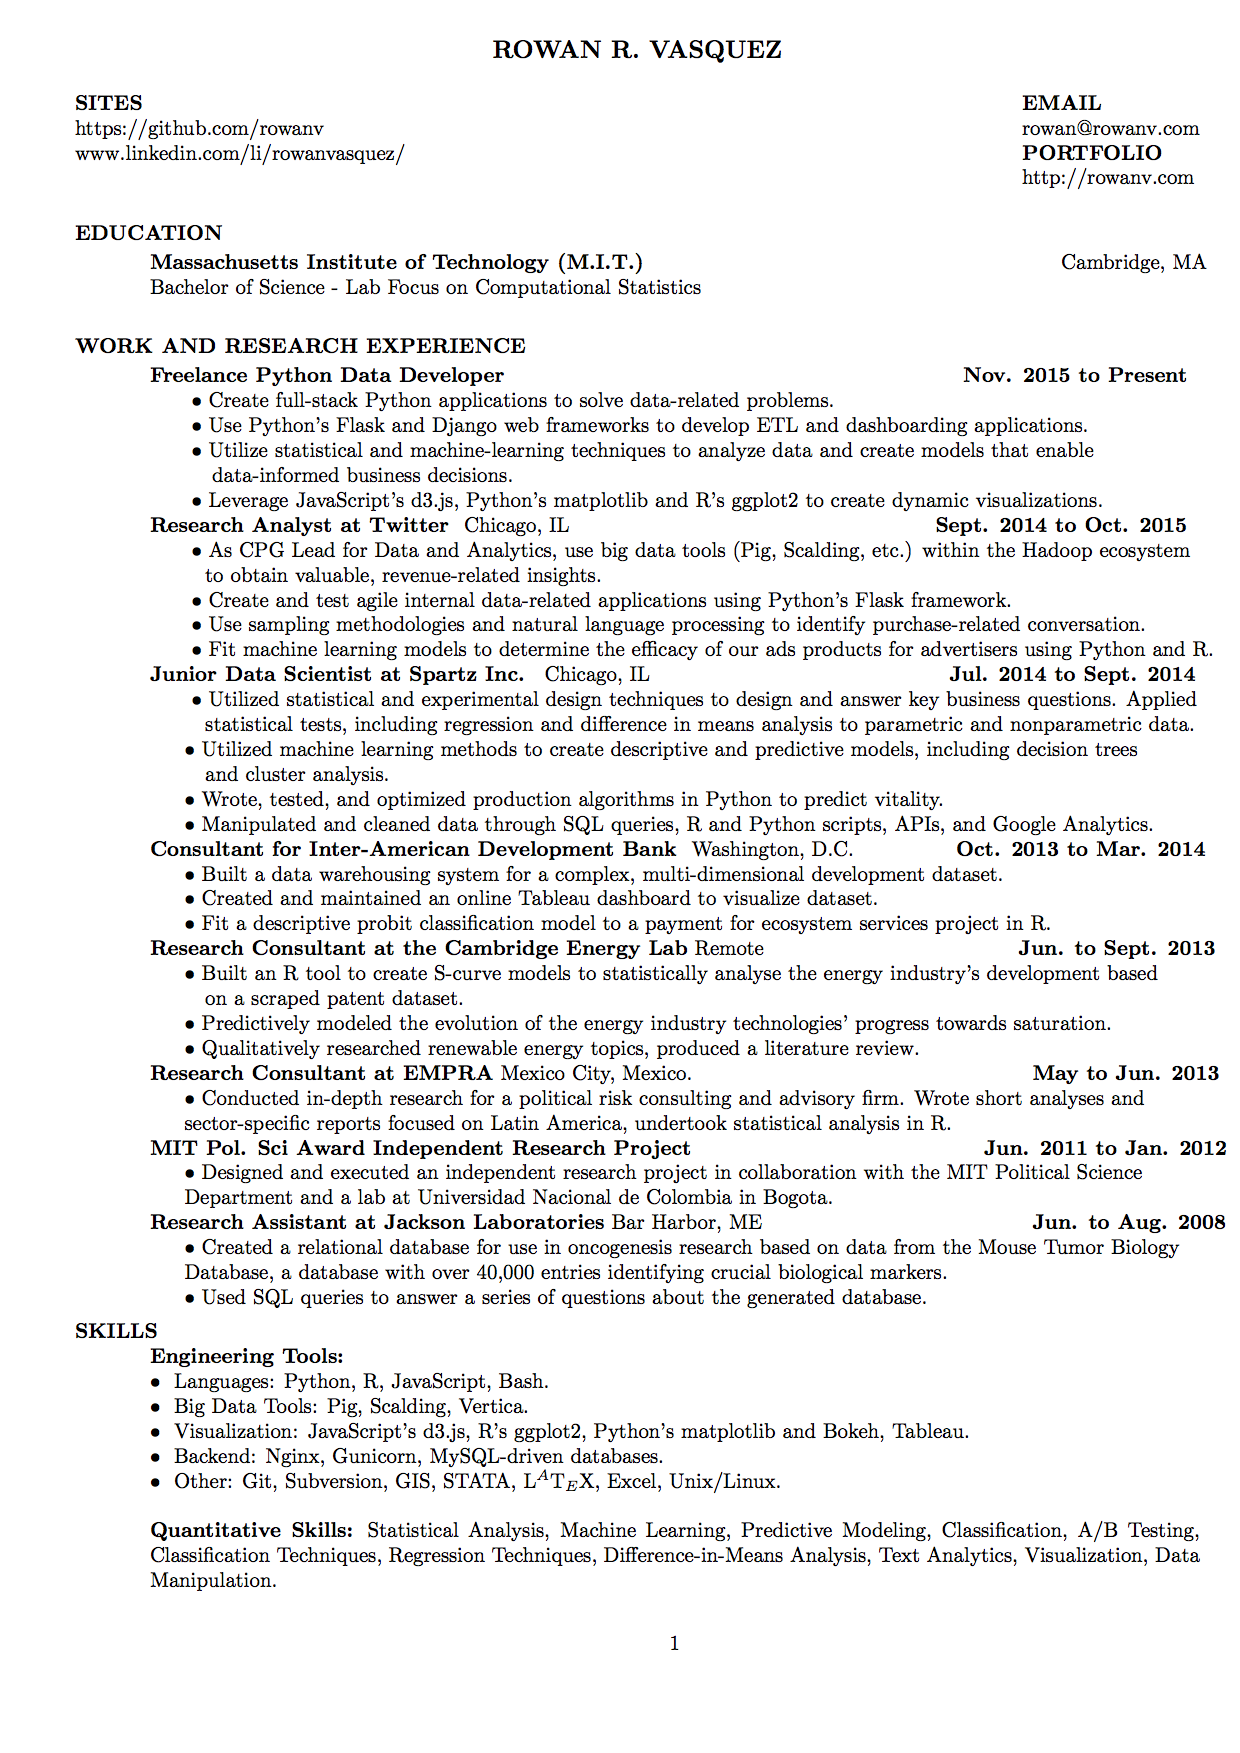 ROWAN R. VASQUEZ
SITES
https://github.com/rowanv
www.linkedin.com/li/rowanvasquez/
EMAIL
rowan@rowanv.com
PORTFOLIO
http://rowanv.com
EDUCATION
Massachusetts Institute of Technology (M.I.T.) Cambridge, MA
Bachelor of Science - Lab Focus on Computational Statistics
WORK AND RESEARCH EXPERIENCE
Freelance Python Data Developer Nov. 2015 to Present
• Create full-stack Python applications to solve data-related problems.
• Use Python's Flask and Django web frameworks to develop ETL and dashboarding applications.
• Utilize statistical and machine-learning techniques to analyze data and create models that enable
data-informed business decisions.
• Leverage JavaScript's d3.js, Python's matplotlib and R's ggplot2 to create dynamic visualizations.
Research Analyst at Twitter Chicago, IL Sept. 2014 to Oct. 2015
• As CPG Lead for Data and Analytics, use big data tools (Pig, Scalding, etc.) within the Hadoop ecosystem
to obtain valuable, revenue-related insights.
• Create and test agile internal data-related applications using Python's Flask framework.
• Use sampling methodologies and natural language processing to identify purchase-related conversation.
• Fit machine learning models to determine the efficacy of our ads products for advertisers using Python and R.
Junior Data Scientist at Spartz Inc. Chicago, IL Jul. 2014 to Sept. 2014
• Utilized statistical and experimental design techniques to design and answer key business questions. Applied
statistical tests, including regression and difference in means analysis to parametric and nonparametric data.
• Utilized machine learning methods to create descriptive and predictive models, including decision trees
and cluster analysis.
• Wrote, tested, and optimized production algorithms in Python to predict vitality.
• Manipulated and cleaned data through SQL queries, R and Python scripts, APIs, and Google Analytics.
Consultant for Inter-American Development Bank Washington, D.C. Oct. 2013 to Mar. 2014
• Built a data warehousing system for a complex, multi-dimensional development dataset.
• Created and maintained an online Tableau dashboard to visualize dataset.
• Fit a descriptive probit classification model to a payment for ecosystem services project in R.
Research Consultant at the Cambridge Energy Lab Remote Jun. to Sept. 2013
• Built an R tool to create S-curve models to statistically analyse the energy industry's development based
on a scraped patent dataset.
• Predictively modeled the evolution of the energy industry technologies' progress towards saturation.
• Qualitatively researched renewable energy topics, produced a literature review.
Research Consultant at EMPRA Mexico City, Mexico. May to Jun. 2013
• Conducted in-depth research for a political risk consulting and advisory firm. Wrote short analyses and
sector-specific reports focused on Latin America, undertook statistical analysis in R.
MIT Pol. Sci Award Independent Research Project Jun. 2011 to Jan. 2012
• Designed and executed an independent research project in collaboration with the MIT Political Science
Department and a lab at Universidad Nacional de Colombia in Bogota.
Research Assistant at Jackson Laboratories Bar Harbor, ME Jun. to Aug. 2008
• Created a relational database for use in oncogenesis research based on data from the Mouse Tumor Biology
Database, a database with over 40,000 entries identifying crucial biological markers.
• Used SQL queries to answer a series of questions about the generated database.
SKILLS
Engineering Tools:
• Languages: Python, R, JavaScript, Bash.
• Big Data Tools: Pig, Scalding, Vertica.
• Visualization: JavaScript's d3.js, R's ggplot2, Python's matplotlib and Bokeh, Tableau.
• Backend: Nginx, Gunicorn, MySQL-driven databases.
• Other: Git, Subversion, GIS, STATA, LATEX, Excel, Unix/Linux.
Quantitative Skills: Statistical Analysis, Machine Learning, Predictive Modeling, Classification, A/B Testing,
Classification Techniques, Regression Techniques, Difference-in-Means Analysis, Text Analytics, Visualization, Data
Manipulation.
1